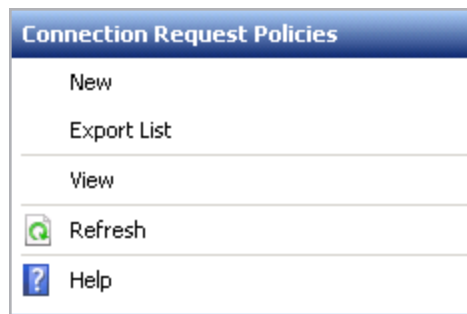 Connection Request Policies
New
Export List
View
Refresh
Help